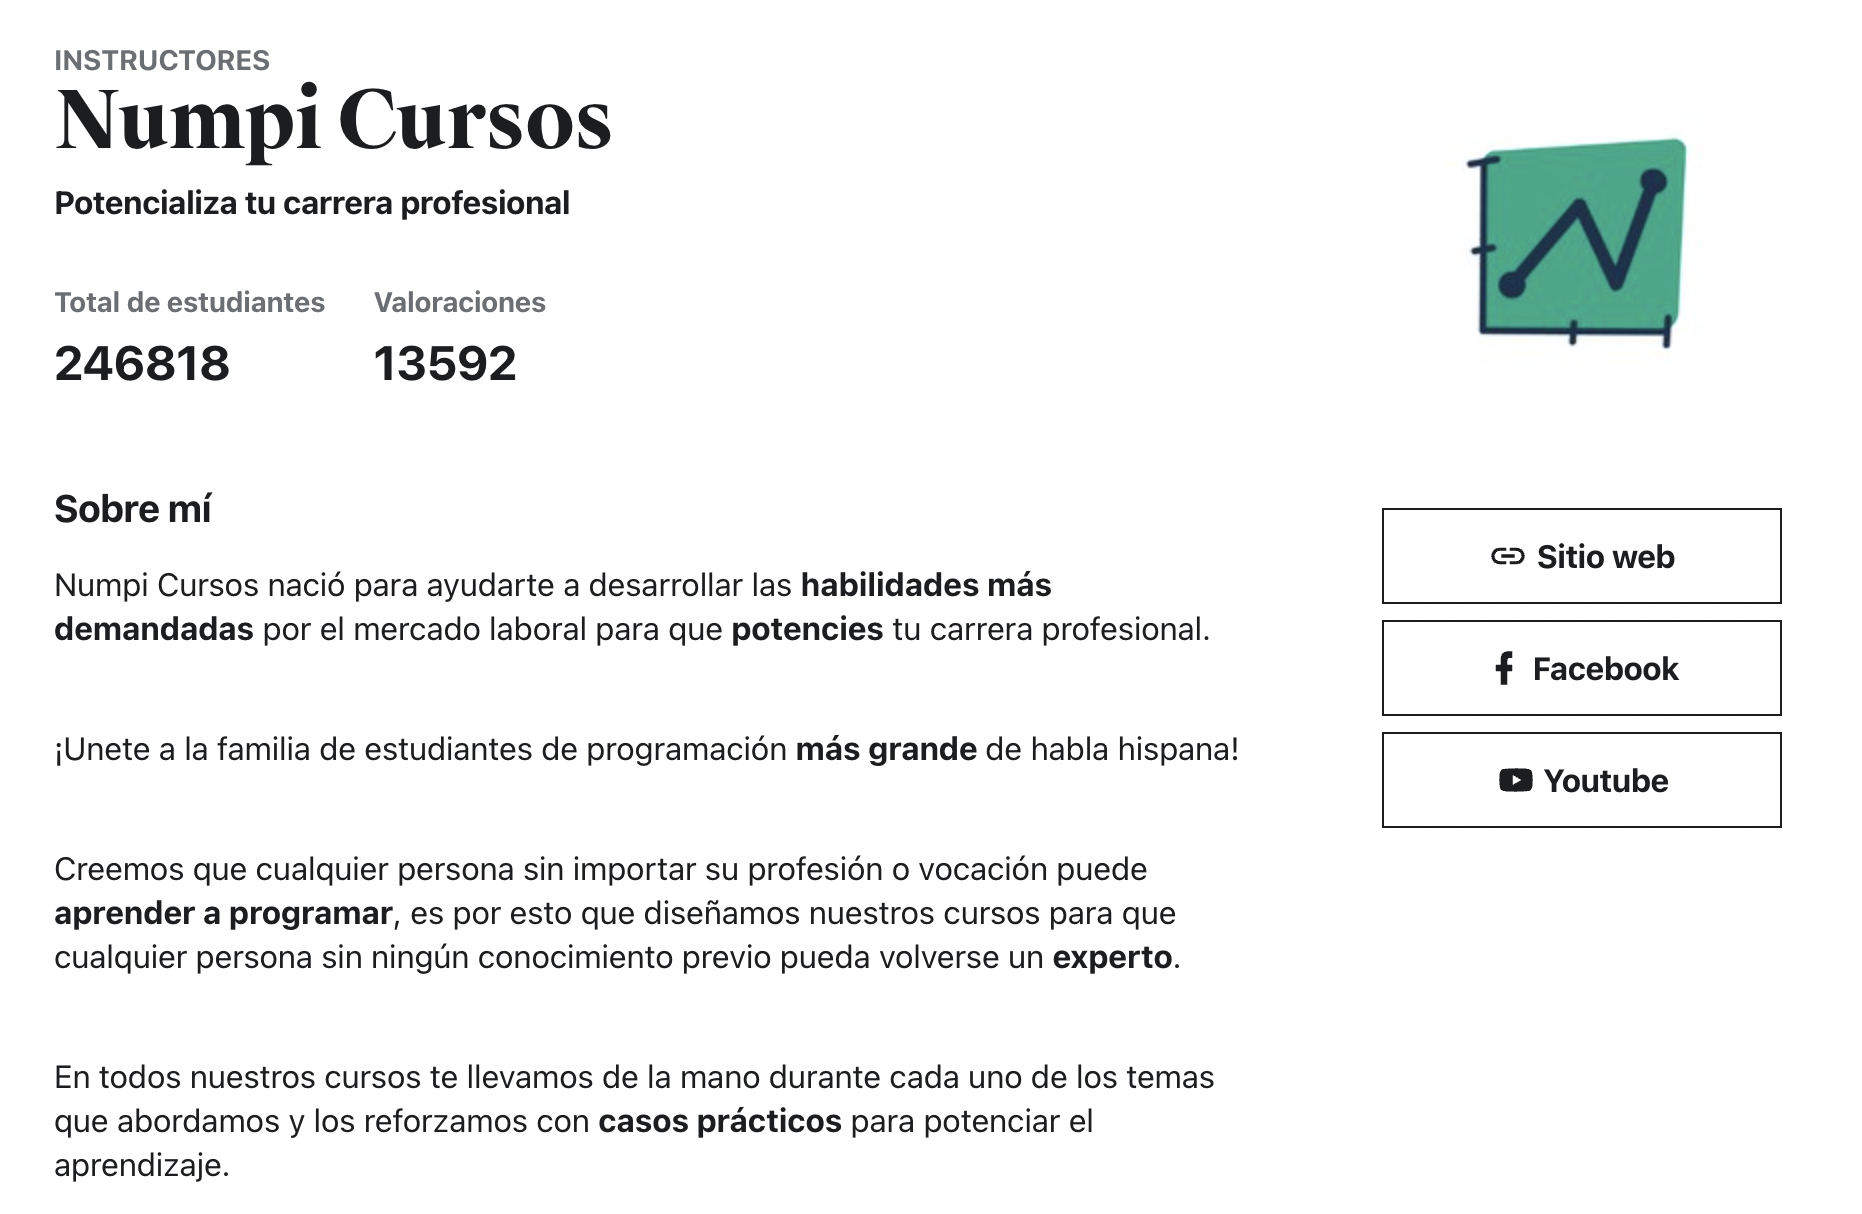 INSTRUCTORES
Numpi Cursos
Potencializa tu carrera profesional
Total de estudiantes
Valoraciones
246818
13592
Sobre mí
Numpi Cursos nació para ayudarte a desarrollar las habilidades más
demandadas por el mercado laboral para que potencies tu carrera profesional.
¡Unete a la familia de estudiantes de programación más grande de habla hispana!
Creemos que cualquier persona sin importar su profesión o vocación puede
aprender a programar, es por esto que diseñamos nuestros cursos para que
cualquier persona sin ningún conocimiento previo pueda volverse un experto.
En todos nuestros cursos te llevamos de la mano durante cada uno de los temas
que abordamos y los reforzamos con casos prácticos para potenciar el
aprendizaje.
Sitio web
Facebook
Youtube